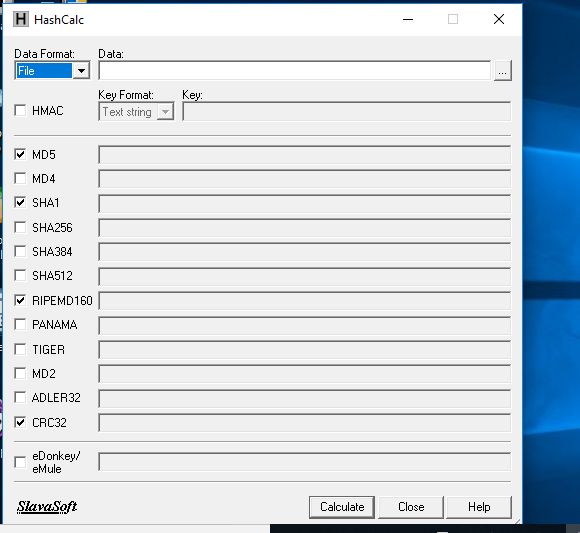 HashCalc
Data Format: Data:
File ...
Key Format: Key:
HMAC Text string
MD5
MD4
SHA1
SHA256
SHA384
SHA512
RIPEMD160
PANAMA
TIGER
MD2
ADLER32
CRC32
eDonkey/
eMule
SlavaSoft Calculate Close Help